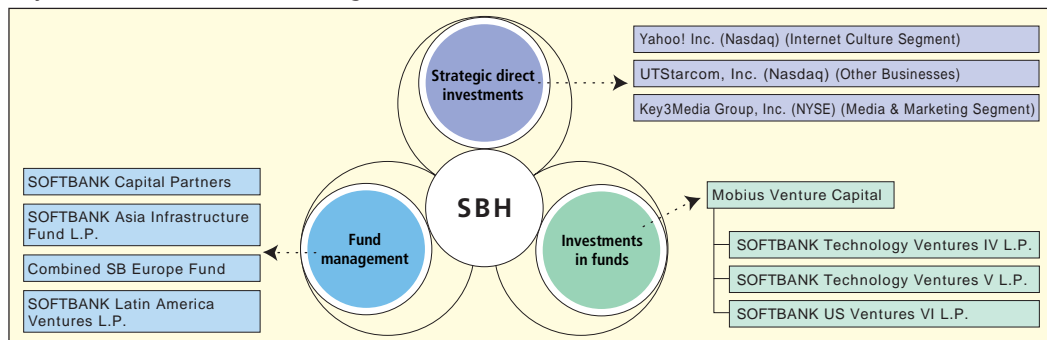 Strategic direct
investments
Yahoo! Inc. (Nasdaq) (Internet Culture Segment)
UTStarcom, Inc. (Nasdaq) (Other Businesses)
Key3Media Group, Inc. (NYSE) (Media & Marketing Segment)
SBH
SOFTBANK Capital Partners
SOFTBANK Asia Infrastructure
Fund L.P.
Combined SB Europe Fund
SOFTBANK Latin America
Ventures L.P.
Fund
management
Investments
in funds
Mobius Venture Capital
SOFTBANK Technology Ventures IV L.P.
SOFTBANK Technology Ventures V L.P.
SOFTBANK US Ventures VI L.P.